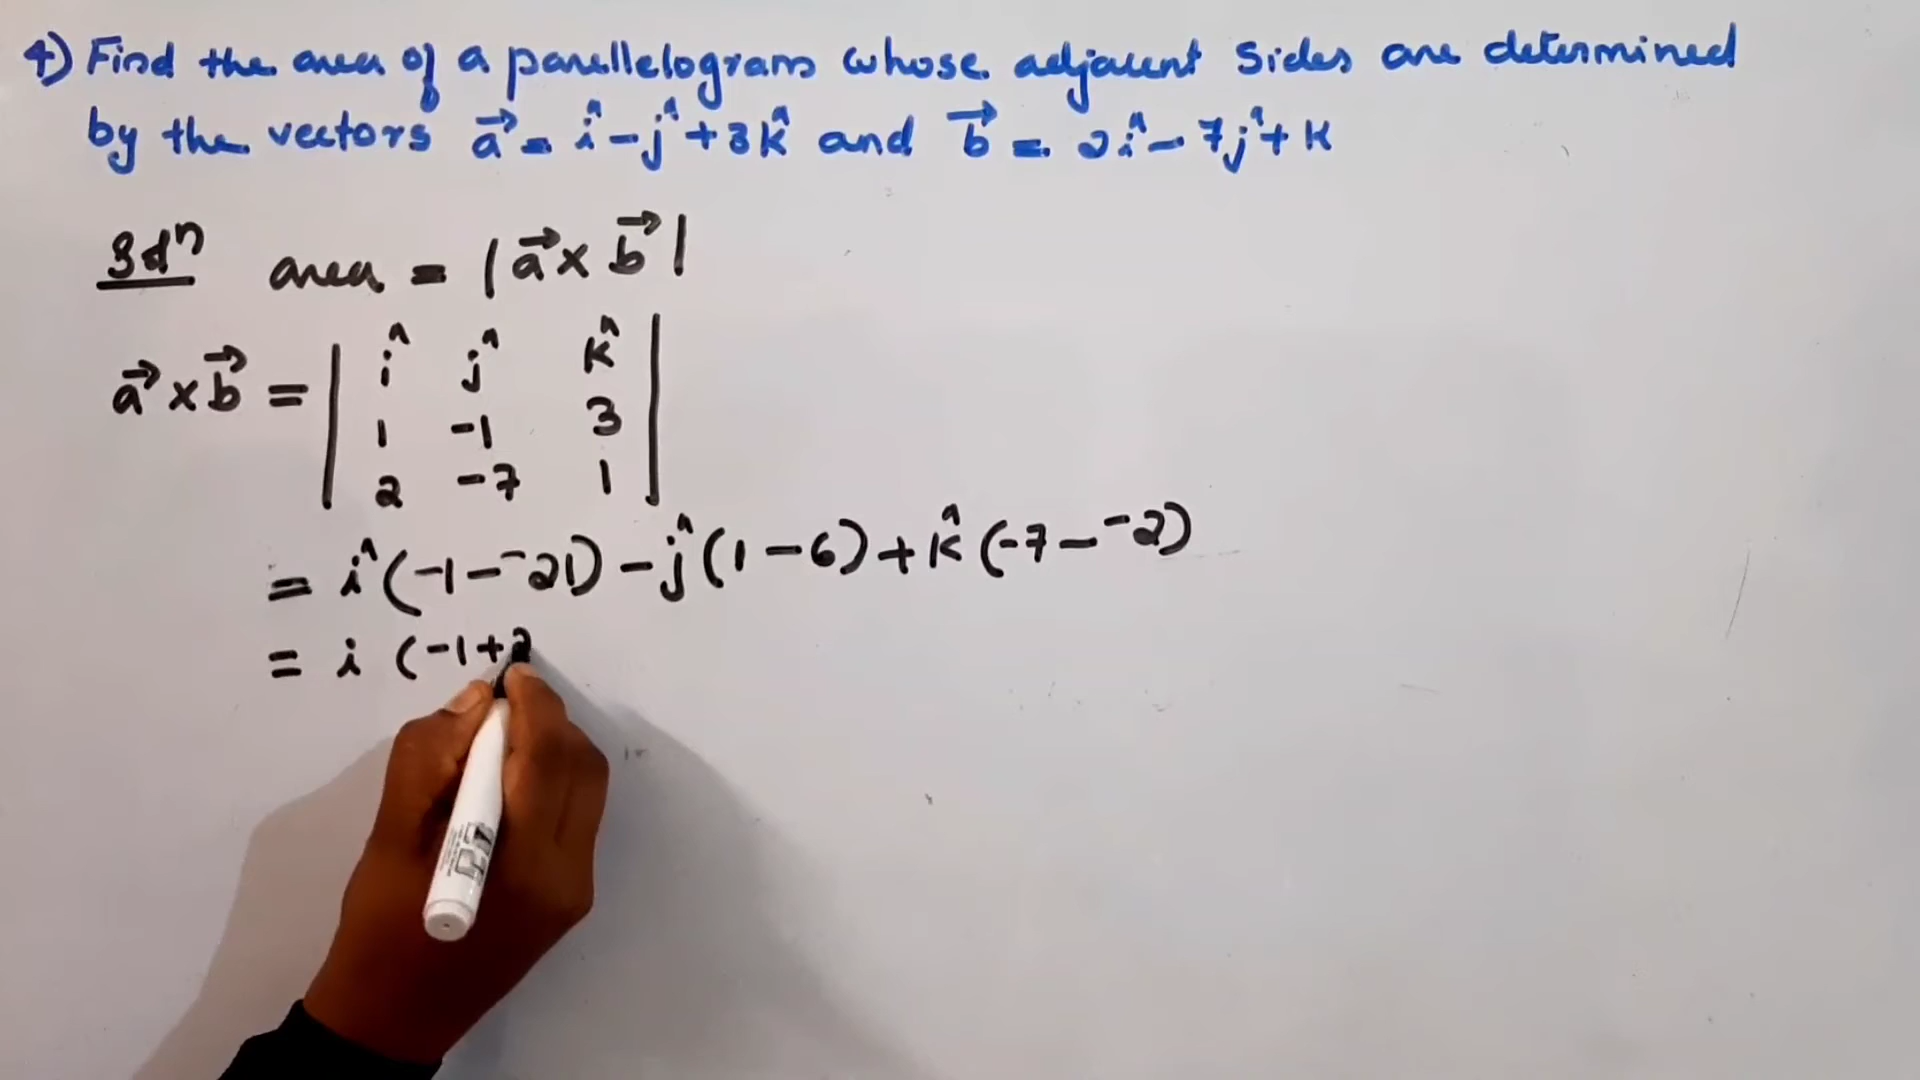 4) Find the area of a parallelogram whose adjacent sides are determined
by the vectors a⃗ = î - ĵ + 3k̂ and b⃗ = 2î - 7ĵ + k
Soln area = |a⃗ × b⃗|
a⃗ × b⃗ = | î ĵ k̂ |
1 -1 3
2 -7 1
= î(-1 - -21) - ĵ(1 - 6) + k̂(-7 - -2)
= i (-1+2